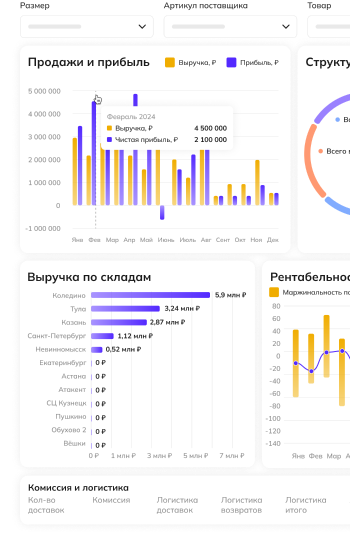 Размер
Артикул поставщика
Товар
Продажи и прибыль
Выручка, ₽
Прибыль, ₽
5 000 000
4 000 000
3 000 000
2 000 000
1 000 000
0
-1 000 000
Февраль 2024
Выручка, ₽ 4 500 000
Чистая прибыль, ₽ 2 100 000
Янв Фев Мар Апр Май Июнь Июль Авг Сент Окт Ноя Дек
Структу
Вы
Всего
Выручка по складам
Коледино 5,9 млн ₽
Тула 3,24 млн ₽
Казань 2,87 млн ₽
Санкт-Петербург 1,12 млн ₽
Невинномысск 0,52 млн ₽
Екатеринбург 0 ₽
Астана 0 ₽
Атакент 0 ₽
СЦ Кузнецк 0 ₽
Пушкино 0 ₽
Обухово 2 0 ₽
Вёшки 0 ₽
0 ₽ 1 млн ₽ 3 млн ₽ 5 млн ₽ 7 млн ₽
Рентабельнос
Маржинальность по
80
60
40
20
0
-20
-40
-60
-80
-100
-120
-140
Янв Фев Мар А
Комиссия и логистика
Кол-во доставок
Комиссия
Логистика доставок
Логистика возвратов
Логистика итого